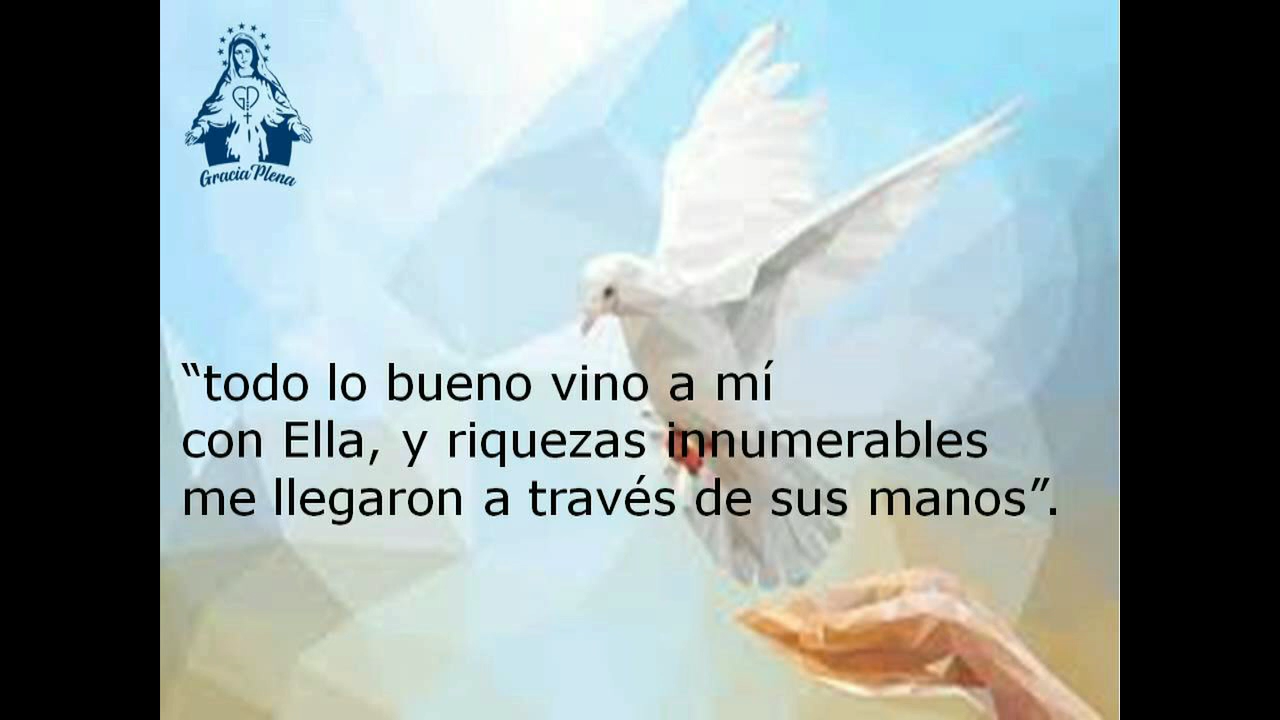 Gracia Plena
“todo lo bueno vino a mí
con Ella, y riquezas innumerables
me llegaron a través de sus manos”.